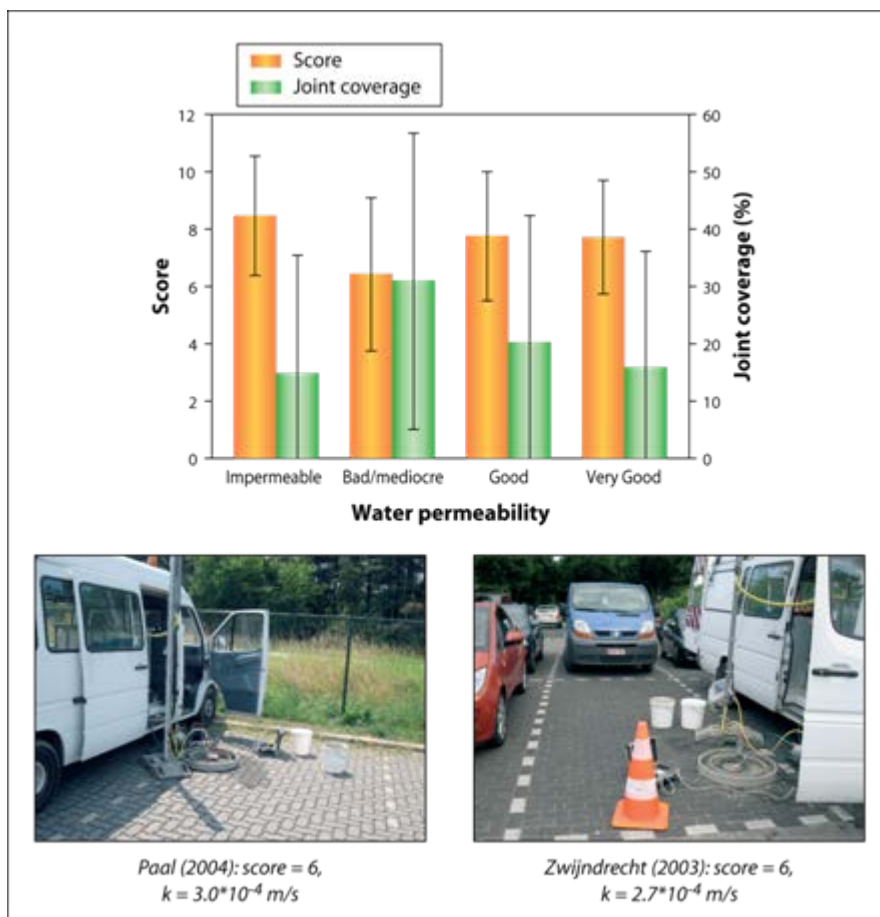 Score
Joint coverage
12
10
8
6
4
2
0
Score
60
50
40
30
20
10
0
Joint coverage (%)
Impermeable
Bad/mediocre
Good
Very Good
Water permeability
Paal (2004): score = 6,
k = 3.0*10⁻⁴ m/s
Zwijndrecht (2003): score = 6,
k = 2.7*10⁻⁴ m/s